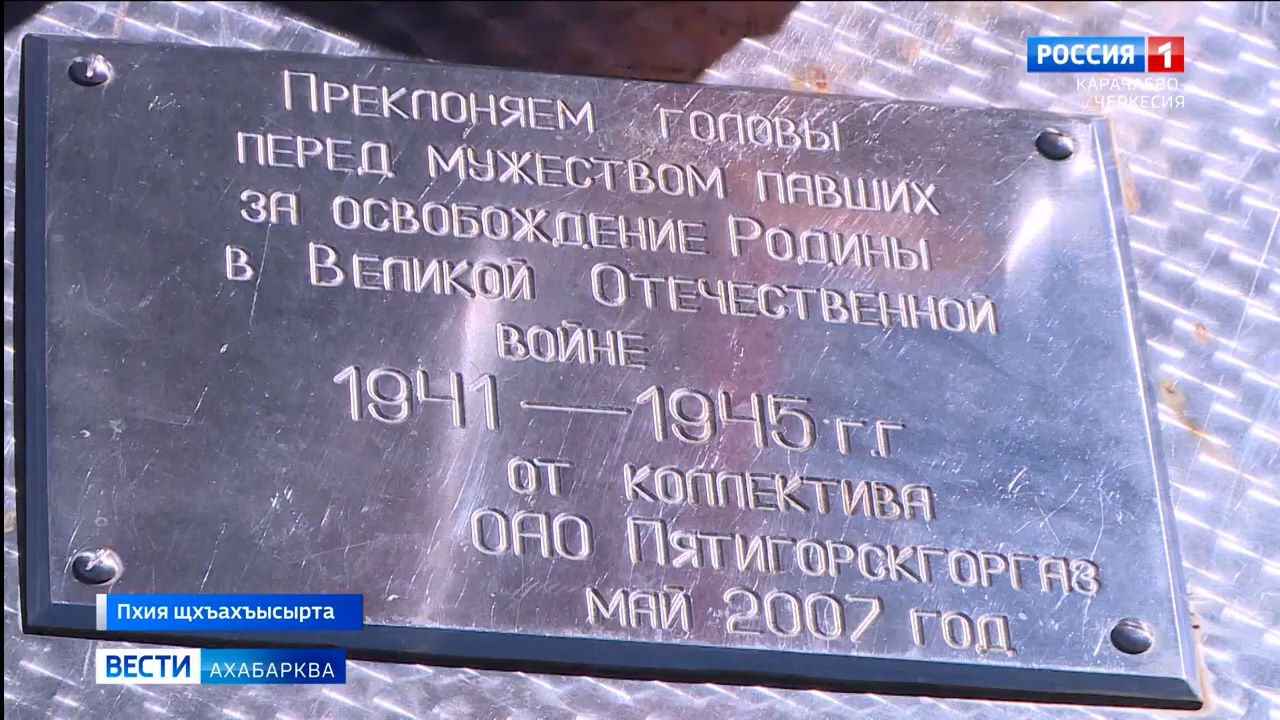 РОССИЯ 1
КАРАЧАЕВО-
ЧЕРКЕСИЯ
Преклоняем головы
перед мужеством павших
за освобождение Родины
в Великой Отечественной
войне
1941 — 1945 г.г
от коллектива
ОАО Пятигорскгоргаз
май 2007 год
Пхия щхъахъысырта
ВЕСТИ АХАБАРКВА